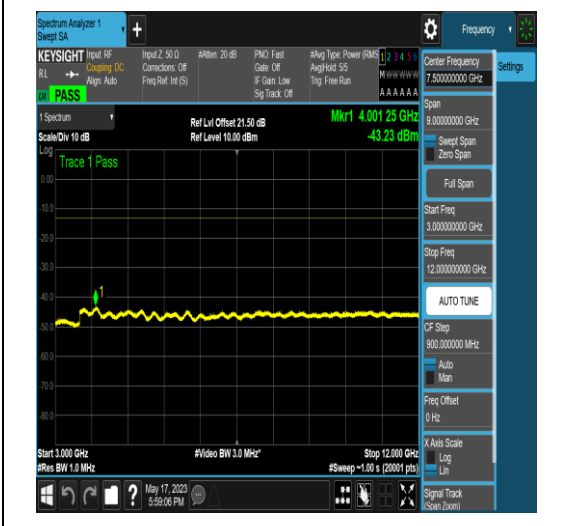 Spectrum Analyzer 1
Swept SA
Frequency
KEYSIGHT
RL
PASS
Input: RF
Coupling: DC
Align: Auto
Input Z: 50 Ω
Corrections: Off
Freq Ref: Int (S)
#Atten: 20 dB
PNO: Fast
Gate: Off
IF Gain: Low
Sig Track: Off
#Avg Type: Power (RMS
Avg|Hold: 5/5
Trig: Free Run
1 2 3 4 5 6
M W W W W W
A A A A A A
1 Spectrum
Scale/Div 10 dB
Log
Ref Lvl Offset 21.50 dB
Ref Level 10.00 dBm
Mkr1 4.001 25 GHz
-43.23 dBm
Trace 1 Pass
0.00
-10.0
-20.0
-30.0
-40.0
-50.0
-60.0
-70.0
-80.0
1
Start 3.000 GHz
#Res BW 1.0 MHz
#Video BW 3.0 MHz*
Stop 12.000 GHz
#Sweep ~1.00 s (20001 pts)
May 17, 2023
5:59:06 PM
Center Frequency
7.500000000 GHz
Settings
Span
9.00000000 GHz
Swept Span
Zero Span
Full Span
Start Freq
3.000000000 GHz
Stop Freq
12.000000000 GHz
AUTO TUNE
CF Step
900.000000 MHz
Auto
Man
Freq Offset
0 Hz
X Axis Scale
Log
Lin
Signal Track
(Span Zoom)